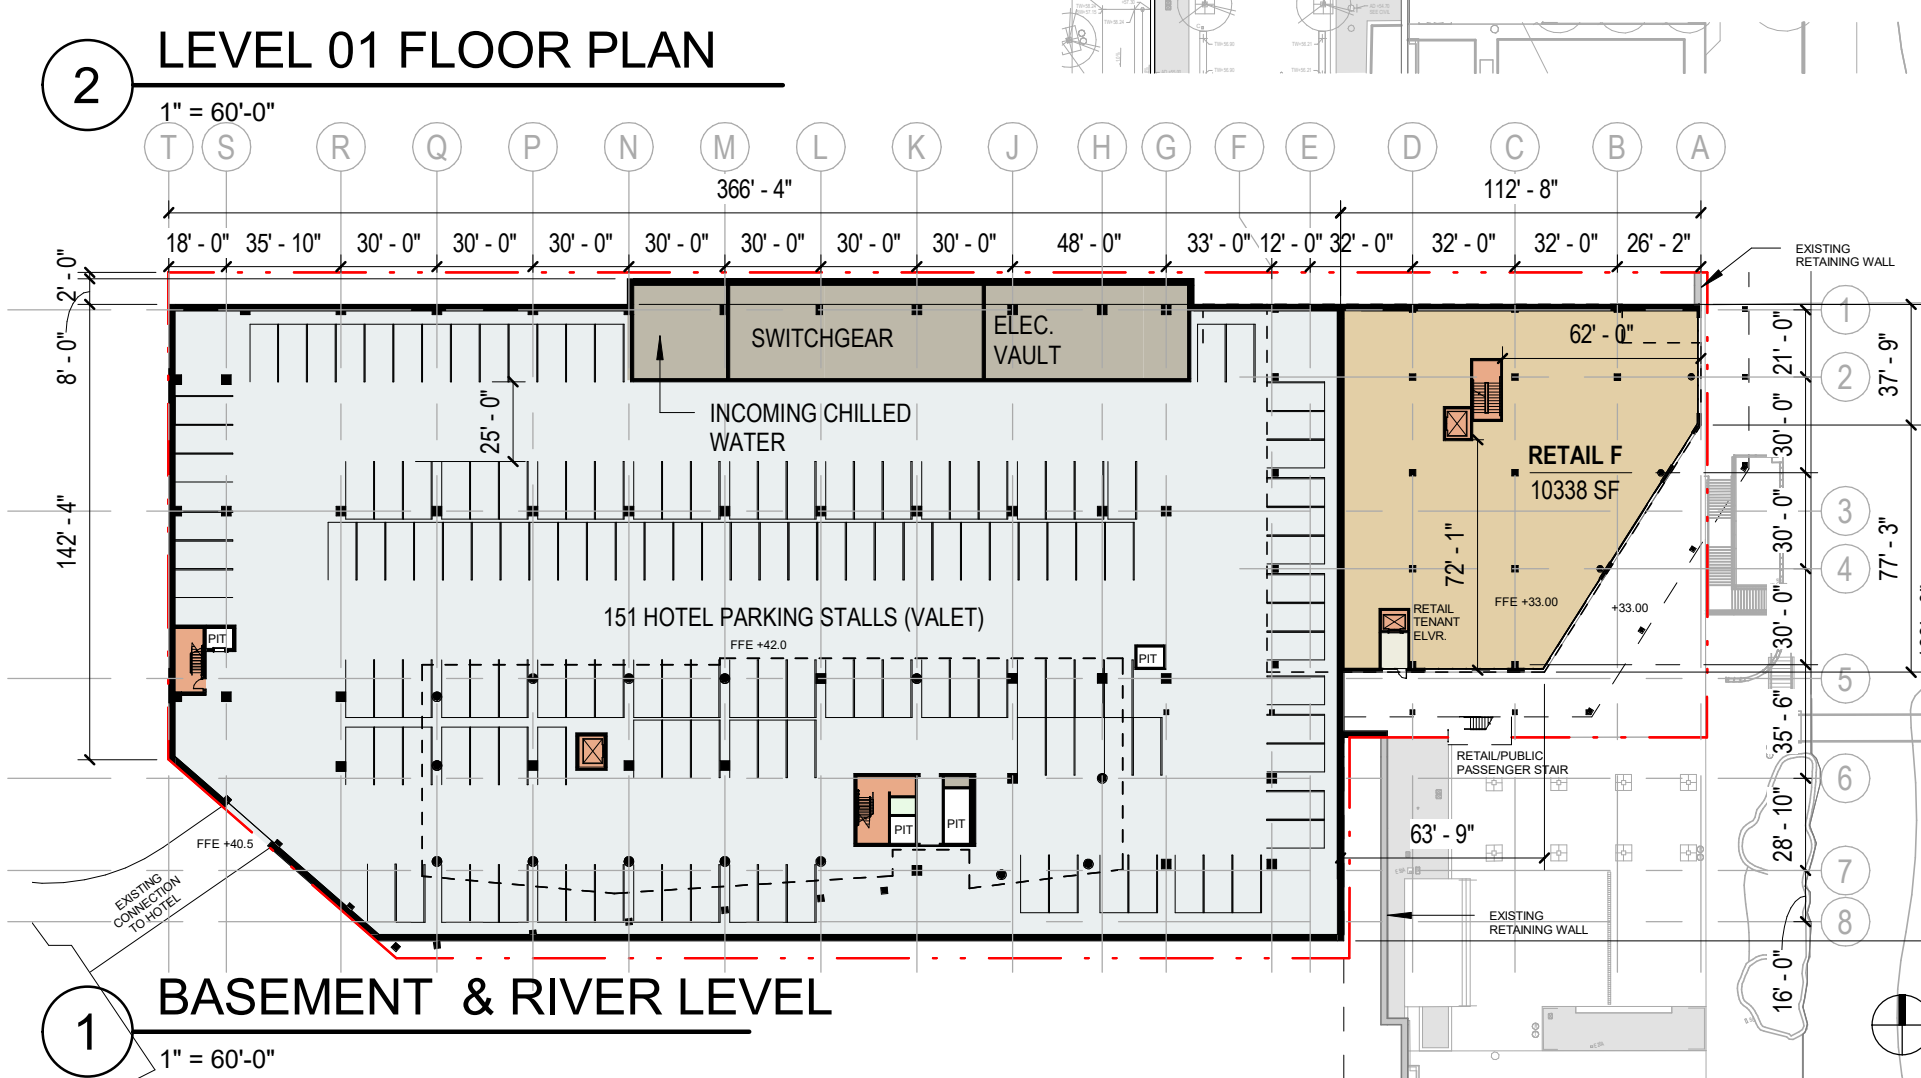 2
LEVEL 01 FLOOR PLAN
1" = 60'-0"
T S R Q P N M L K J H G F E D C B A
366' - 4"
112' - 8"
18' - 0" 35' - 10" 30' - 0" 30' - 0" 30' - 0" 30' - 0" 30' - 0" 30' - 0" 30' - 0" 48' - 0" 33' - 0" 12' - 0" 32' - 0" 32' - 0" 32' - 0" 26' - 2"
EXISTING
RETAINING WALL
2' - 0"
8' - 0"
142' - 4"
SWITCHGEAR
ELEC.
VAULT
INCOMING CHILLED
WATER
25' - 0"
62' - 0"
RETAIL F
10338 SF
72' - 1"
FFE +33.00
+33.00
RETAIL
TENANT
ELVR.
151 HOTEL PARKING STALLS (VALET)
FFE +42.0
PIT
PIT
PIT
PIT
FFE +40.5
EXISTING
CONNECTION
TO HOTEL
RETAIL/PUBLIC
PASSENGER STAIR
63' - 9"
EXISTING
RETAINING WALL
1
2
3
4
5
6
7
8
21' - 0"
30' - 0"
30' - 0"
30' - 0"
35' - 6"
28' - 10"
16' - 0"
37' - 9"
77' - 3"
1
BASEMENT & RIVER LEVEL
1" = 60'-0"